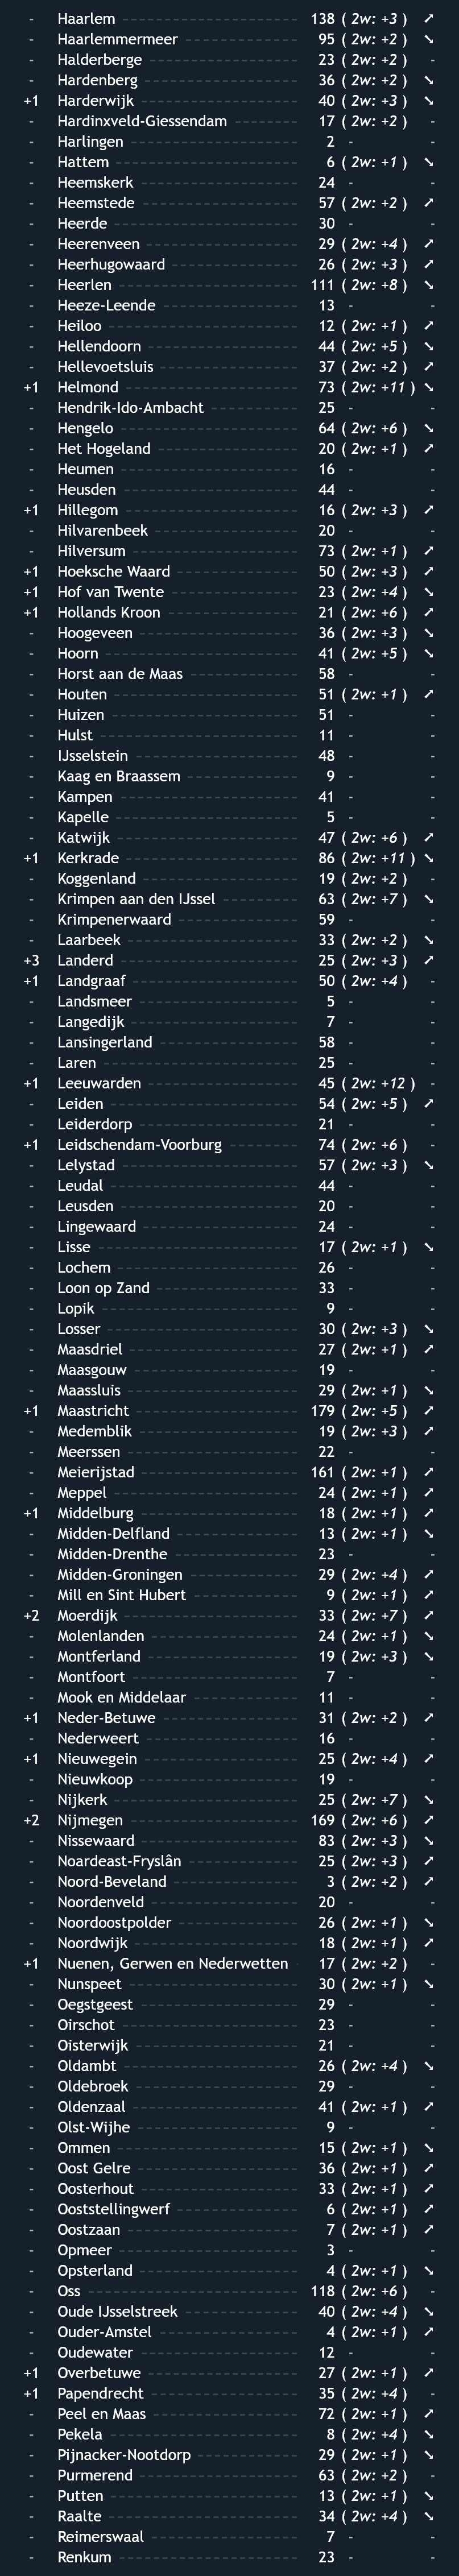 - Haarlem 138 ( 2w: +3 ) ➚
- Haarlemmermeer 95 ( 2w: +2 ) ➘
- Halderberge 23 ( 2w: +2 ) -
- Hardenberg 36 ( 2w: +2 ) ➘
+1 Harderwijk 40 ( 2w: +3 ) ➘
- Hardinxveld-Giessendam 17 ( 2w: +2 ) -
- Harlingen 2 - -
- Hattem 6 ( 2w: +1 ) ➘
- Heemskerk 24 - -
- Heemstede 57 ( 2w: +2 ) ➚
- Heerde 30 - -
- Heerenveen 29 ( 2w: +4 ) ➚
- Heerhugowaard 26 ( 2w: +3 ) ➚
- Heerlen 111 ( 2w: +8 ) ➘
- Heeze-Leende 13 - -
- Heiloo 12 ( 2w: +1 ) ➚
- Hellendoorn 44 ( 2w: +5 ) ➘
- Hellevoetsluis 37 ( 2w: +2 ) ➚
+1 Helmond 73 ( 2w: +11 ) ➘
- Hendrik-Ido-Ambacht 25 - -
- Hengelo 64 ( 2w: +6 ) ➘
- Het Hogeland 20 ( 2w: +1 ) ➚
- Heumen 16 - -
- Heusden 44 - -
+1 Hillegom 16 ( 2w: +3 ) ➚
- Hilvarenbeek 20 - -
- Hilversum 73 ( 2w: +1 ) ➚
+1 Hoeksche Waard 50 ( 2w: +3 ) ➚
+1 Hof van Twente 23 ( 2w: +4 ) ➘
+1 Hollands Kroon 21 ( 2w: +6 ) ➚
- Hoogeveen 36 ( 2w: +3 ) ➘
- Hoorn 41 ( 2w: +5 ) ➘
- Horst aan de Maas 58 - -
- Houten 51 ( 2w: +1 ) ➚
- Huizen 51 - -
- Hulst 11 - -
- IJsselstein 48 - -
- Kaag en Braassem 9 - -
- Kampen 41 - -
- Kapelle 5 - -
- Katwijk 47 ( 2w: +6 ) ➚
+1 Kerkrade 86 ( 2w: +11 ) ➘
- Koggenland 19 ( 2w: +2 ) -
- Krimpen aan den IJssel 63 ( 2w: +7 ) ➘
- Krimpenerwaard 59 - -
- Laarbeek 33 ( 2w: +2 ) ➘
+3 Landerd 25 ( 2w: +3 ) ➚
+1 Landgraaf 50 ( 2w: +4 ) -
- Landsmeer 5 - -
- Langedijk 7 - -
- Lansingerland 58 - -
- Laren 25 - -
+1 Leeuwarden 45 ( 2w: +12 ) -
- Leiden 54 ( 2w: +5 ) ➚
- Leiderdorp 21 - -
+1 Leidschendam-Voorburg 74 ( 2w: +6 ) -
- Lelystad 57 ( 2w: +3 ) ➘
- Leudal 44 - -
- Leusden 20 - -
- Lingewaard 24 - -
- Lisse 17 ( 2w: +1 ) ➘
- Lochem 26 - -
- Loon op Zand 33 - -
- Lopik 9 - -
- Losser 30 ( 2w: +3 ) ➘
- Maasdriel 27 ( 2w: +1 ) ➚
- Maasgouw 19 - -
- Maassluis 29 ( 2w: +1 ) ➘
+1 Maastricht 179 ( 2w: +5 ) ➚
- Medemblik 19 ( 2w: +3 ) ➚
- Meerssen 22 - -
- Meierijstad 161 ( 2w: +1 ) ➚
- Meppel 24 ( 2w: +1 ) ➚
+1 Middelburg 18 ( 2w: +1 ) ➚
- Midden-Delfland 13 ( 2w: +1 ) ➘
- Midden-Drenthe 23 - -
- Midden-Groningen 29 ( 2w: +4 ) ➚
- Mill en Sint Hubert 9 ( 2w: +1 ) ➚
+2 Moerdijk 33 ( 2w: +7 ) ➚
- Molenlanden 24 ( 2w: +1 ) ➘
- Montferland 19 ( 2w: +3 ) ➘
- Montfoort 7 - -
- Mook en Middelaar 11 - -
+1 Neder-Betuwe 31 ( 2w: +2 ) ➚
- Nederweert 16 - -
+1 Nieuwegein 25 ( 2w: +4 ) ➚
- Nieuwkoop 19 - -
- Nijkerk 25 ( 2w: +7 ) ➘
+2 Nijmegen 169 ( 2w: +6 ) ➚
- Nissewaard 83 ( 2w: +3 ) ➘
- Noardeast-Fryslân 25 ( 2w: +3 ) ➚
- Noord-Beveland 3 ( 2w: +2 ) ➚
- Noordenveld 20 - -
- Noordoostpolder 26 ( 2w: +1 ) ➘
- Noordwijk 18 ( 2w: +1 ) ➚
+1 Nuenen, Gerwen en Nederwetten 17 ( 2w: +2 ) -
- Nunspeet 30 ( 2w: +1 ) ➘
- Oegstgeest 29 - -
- Oirschot 23 - -
- Oisterwijk 21 - -
- Oldambt 26 ( 2w: +4 ) ➘
- Oldebroek 29 - -
- Oldenzaal 41 ( 2w: +1 ) ➚
- Olst-Wijhe 9 - -
- Ommen 15 ( 2w: +1 ) ➘
- Oost Gelre 36 ( 2w: +1 ) ➚
- Oosterhout 33 ( 2w: +1 ) ➚
- Ooststellingwerf 6 ( 2w: +1 ) ➚
- Oostzaan 7 ( 2w: +1 ) ➚
- Opmeer 3 - -
- Opsterland 4 ( 2w: +1 ) ➘
- Oss 118 ( 2w: +6 ) -
- Oude IJsselstreek 40 ( 2w: +4 ) ➘
- Ouder-Amstel 4 ( 2w: +1 ) ➚
- Oudewater 12 - -
+1 Overbetuwe 27 ( 2w: +1 ) ➚
+1 Papendrecht 35 ( 2w: +4 ) -
- Peel en Maas 72 ( 2w: +1 ) ➚
- Pekela 8 ( 2w: +4 ) ➘
- Pijnacker-Nootdorp 29 ( 2w: +1 ) ➘
- Purmerend 63 ( 2w: +2 ) -
- Putten 13 ( 2w: +1 ) ➘
- Raalte 34 ( 2w: +4 ) ➘
- Reimerswaal 7 - -
- Renkum 23 - -